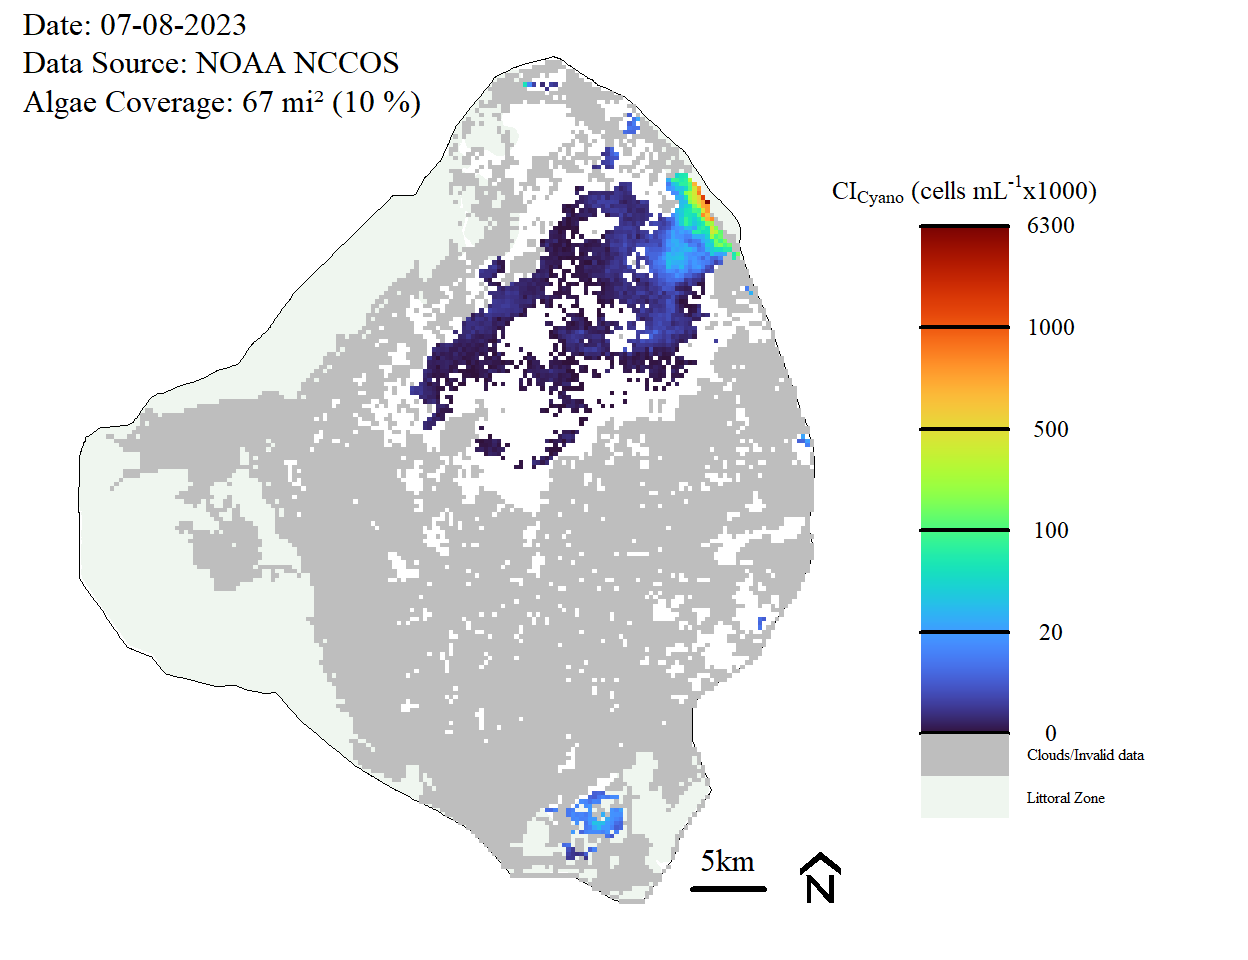 Date: 07-08-2023
Data Source: NOAA NCCOS
Algae Coverage: 67 mi² (10 %)
CICyano (cells mL-1x1000)
6300
1000
500
100
20
0
Clouds/Invalid data
Littoral Zone
5km
N